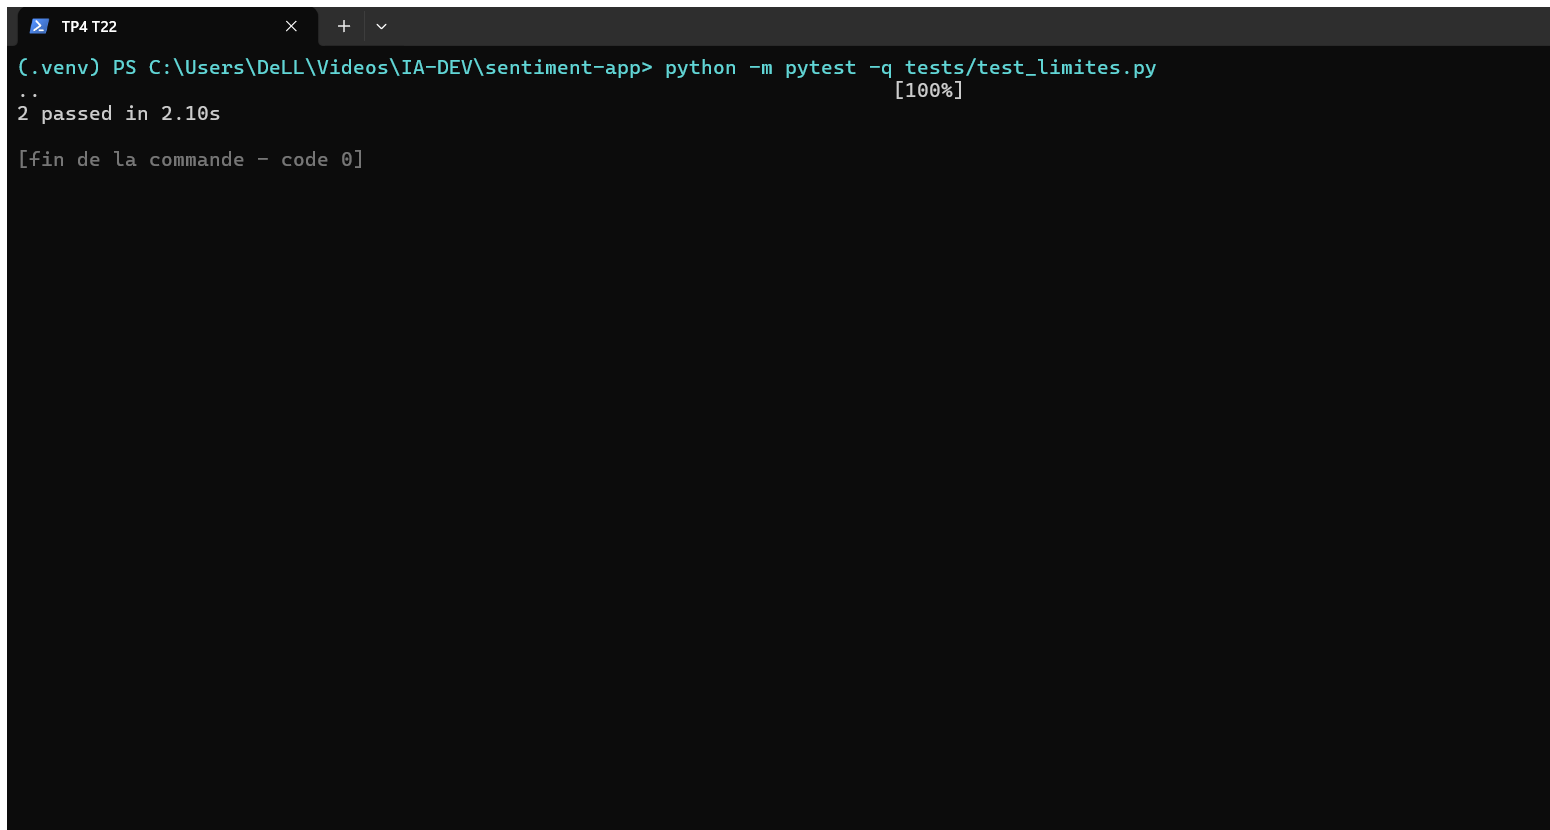 TP4 T22
(.venv) PS C:\Users\DeLL\Videos\IA-DEV\sentiment-app> python -m pytest -q tests/test_limites.py
.. [100%]
2 passed in 2.10s
[fin de la commande - code 0]